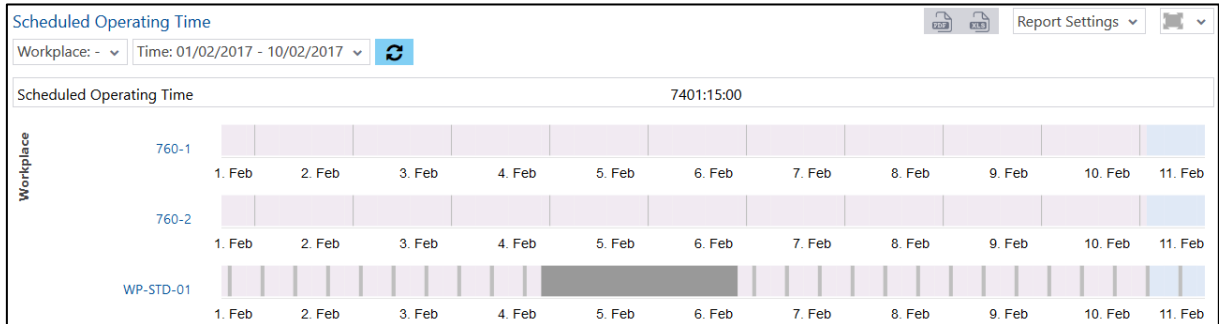 Scheduled Operating Time
PDF XLS Report Settings
Workplace: - Time: 01/02/2017 - 10/02/2017
Scheduled Operating Time 7401:15:00
Workplace
760-1
1. Feb 2. Feb 3. Feb 4. Feb 5. Feb 6. Feb 7. Feb 8. Feb 9. Feb 10. Feb 11. Feb
760-2
1. Feb 2. Feb 3. Feb 4. Feb 5. Feb 6. Feb 7. Feb 8. Feb 9. Feb 10. Feb 11. Feb
WP-STD-01
1. Feb 2. Feb 3. Feb 4. Feb 5. Feb 6. Feb 7. Feb 8. Feb 9. Feb 10. Feb 11. Feb